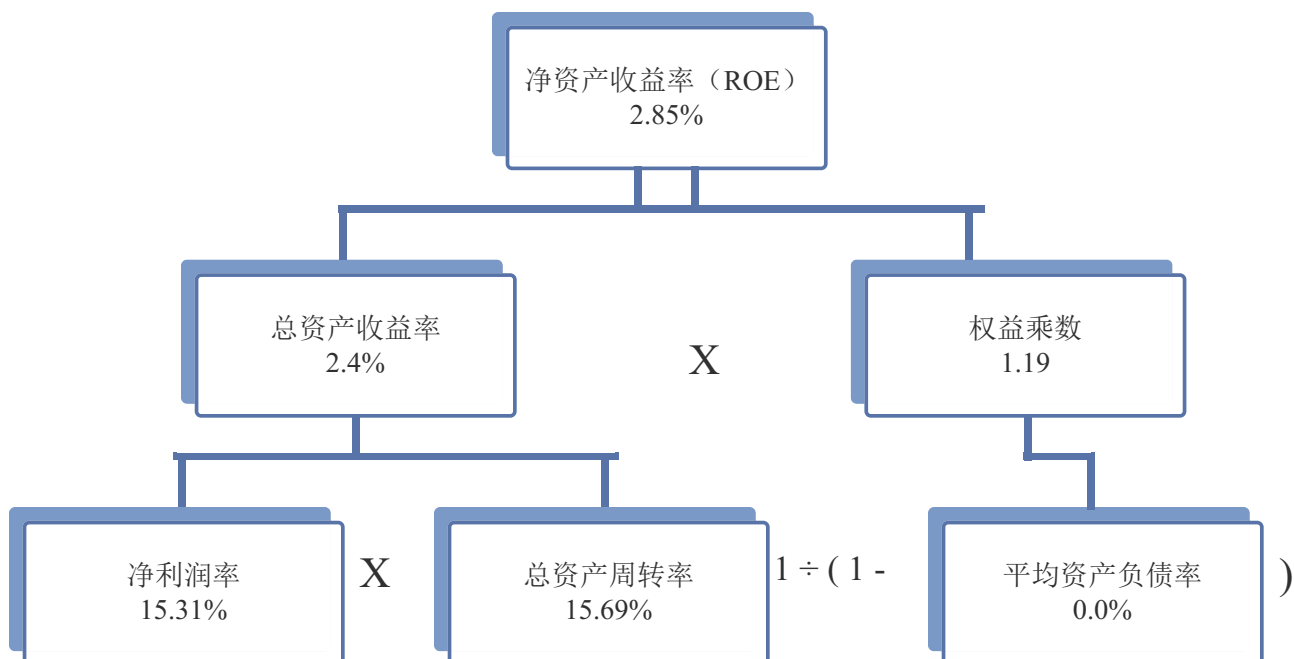 净资产收益率（ROE）
2.85%
总资产收益率
2.4%
X
权益乘数
1.19
净利润率
15.31%
X
总资产周转率
15.69%
1 ÷ ( 1 -
平均资产负债率
0.0%
)